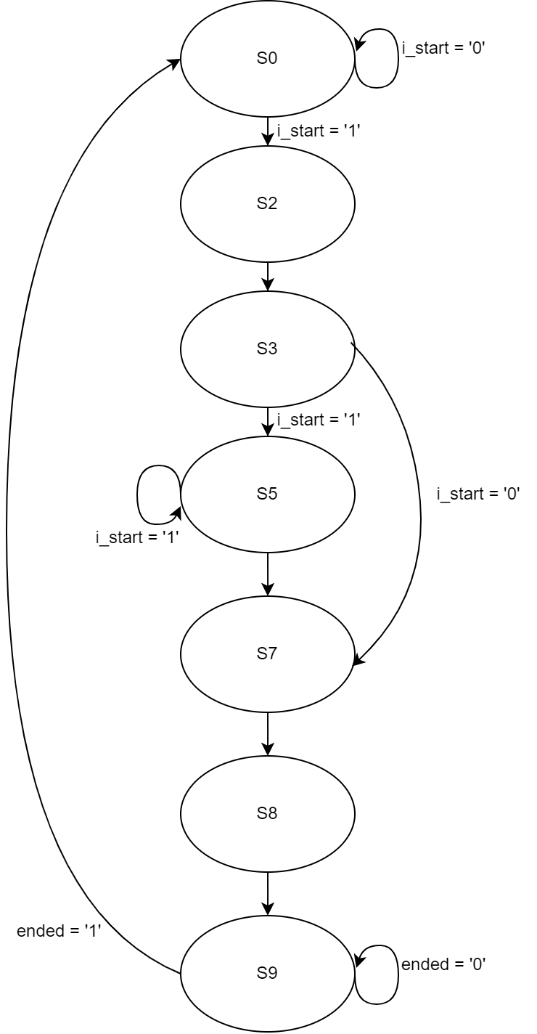 S0
i_start = '0'
i_start = '1'
S2
S3
i_start = '1'
S5
i_start = '0'
i_start = '1'
S7
S8
ended = '1'
S9
ended = '0'